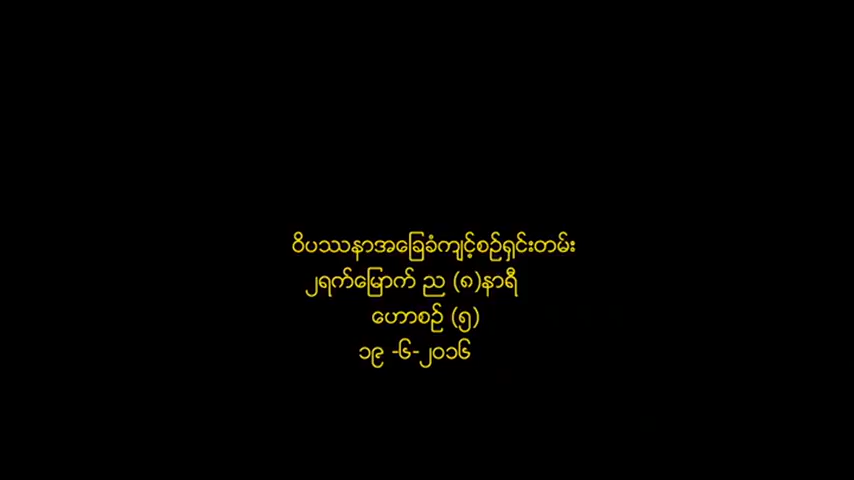 ဝိပဿနာအခြေခံကျင့်စဉ်ရှင်းတမ်း
၂ရက်မြောက် ည (၈)နာရီ
ဟောစဉ် (၅)
၁၉ -၆-၂၀၁၆